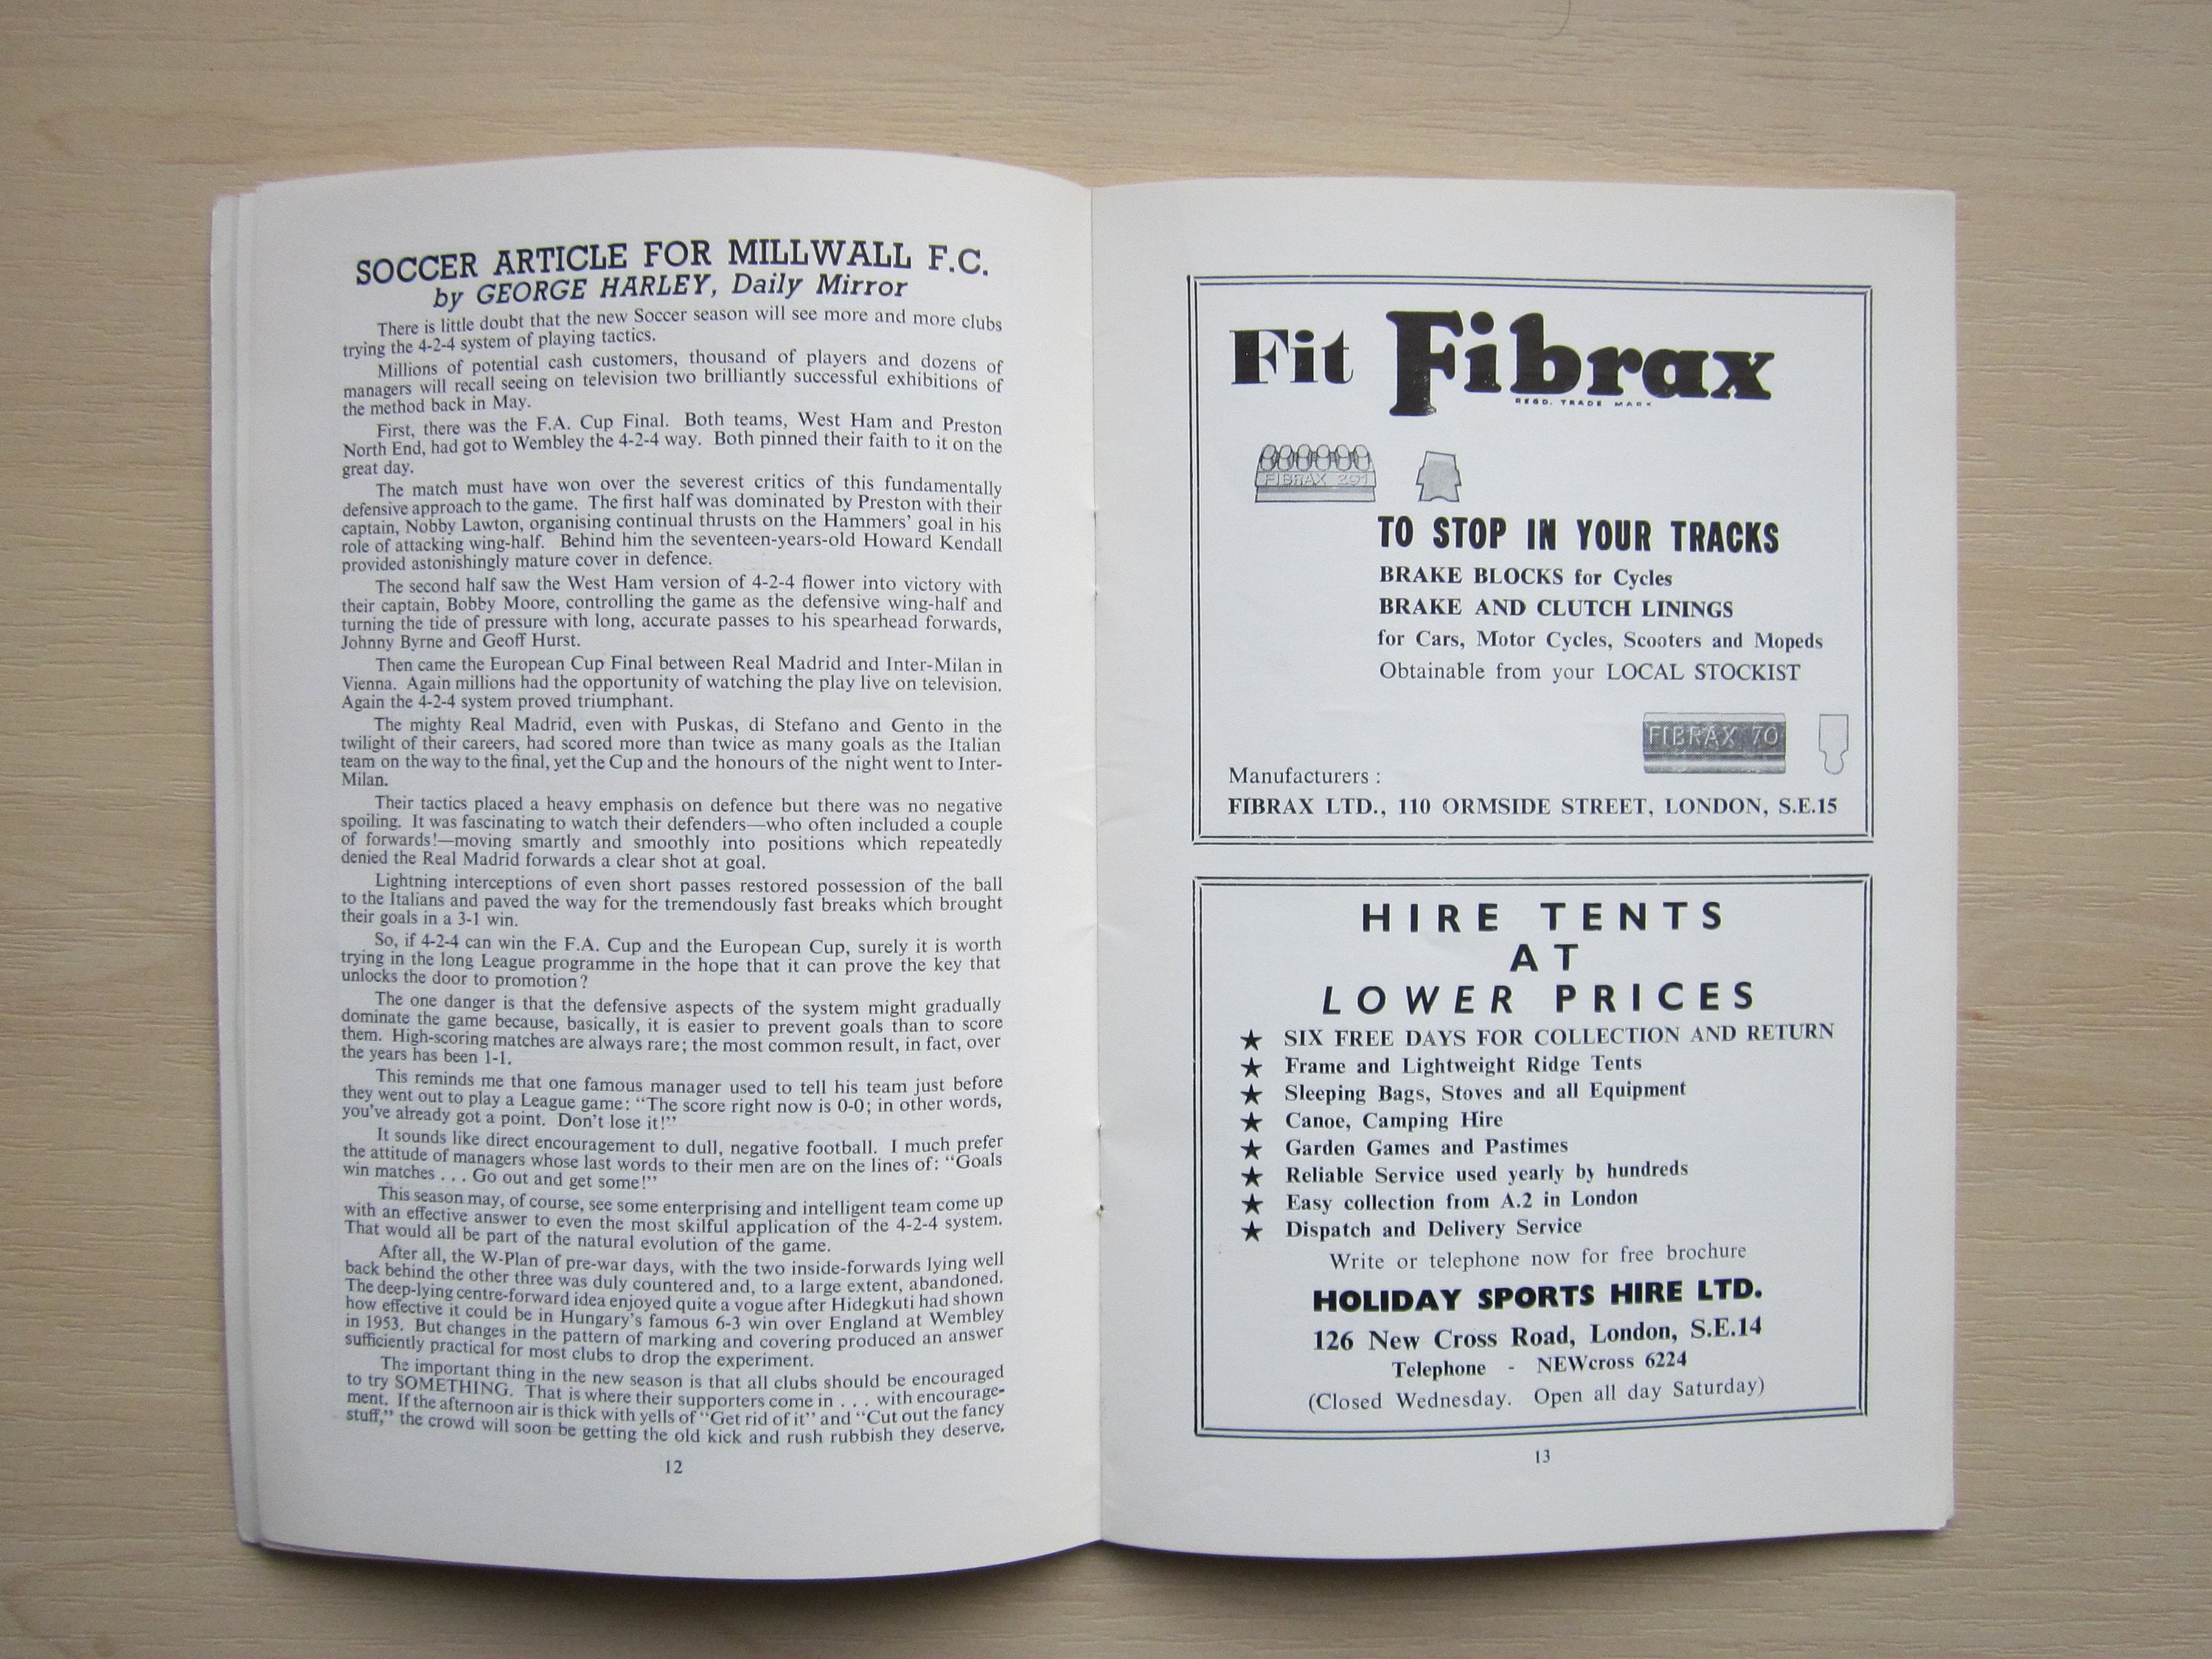 SOCCER ARTICLE FOR MILLWALL F.C.
by GEORGE HARLEY, Daily Mirror
There is little doubt that the new Soccer season will see more and more clubs
trying the 4-2-4 system of playing tactics.
Millions of potential cash customers, thousand of players and dozens of
managers will recall seeing on television two brilliantly successful exhibitions of
the method back in May.
First, there was the F.A. Cup Final. Both teams, West Ham and Preston
North End, had got to Wembley the 4-2-4 way. Both pinned their faith to it on the
great day.
The match must have won over the severest critics of this fundamentally
defensive approach to the game. The first half was dominated by Preston with their
captain, Nobby Lawton, organising continual thrusts on the Hammers' goal in his
role of attacking wing-half. Behind him the seventeen-years-old Howard Kendall
provided astonishingly mature cover in defence.
The second half saw the West Ham version of 4-2-4 flower into victory with
their captain, Bobby Moore, controlling the game as the defensive wing-half and
turning the tide of pressure with long, accurate passes to his spearhead forwards,
Johnny Byrne and Geoff Hurst.
Then came the European Cup Final between Real Madrid and Inter-Milan in
Vienna. Again millions had the opportunity of watching the play live on television.
Again the 4-2-4 system proved triumphant.
The mighty Real Madrid, even with Puskas, di Stefano and Gento in the
twilight of their careers, had scored more than twice as many goals as the Italian
team on the way to the final, yet the Cup and the honours of the night went to Inter-
Milan.
Their tactics placed a heavy emphasis on defence but there was no negative
spoiling. It was fascinating to watch their defenders—who often included a couple
of forwards!—moving smartly and smoothly into positions which repeatedly
denied the Real Madrid forwards a clear shot at goal.
Lightning interceptions of even short passes restored possession of the ball
to the Italians and paved the way for the tremendously fast breaks which brought
their goals in a 3-1 win.
So, if 4-2-4 can win the F.A. Cup and the European Cup, surely it is worth
trying in the long League programme in the hope that it can prove the key that
unlocks the door to promotion?
The one danger is that the defensive aspects of the system might gradually
dominate the game because, basically, it is easier to prevent goals than to score
them. High-scoring matches are always rare; the most common result, in fact, over
the years has been 1-1.
This reminds me that one famous manager used to tell his team just before
they went out to play a League game: "The score right now is 0-0; in other words,
you've already got a point. Don't lose it!"
It sounds like direct encouragement to dull, negative football. I much prefer
the attitude of managers whose last words to their men are on the lines of: "Goals
win matches . . . Go out and get some!"
This season may, of course, see some enterprising and intelligent team come up
with an effective answer to even the most skilful application of the 4-2-4 system.
That would all be part of the natural evolution of the game.
After all, the W-Plan of pre-war days, with the two inside-forwards lying well
back behind the other three was duly countered and, to a large extent, abandoned.
The deep-lying centre-forward idea enjoyed quite a vogue after Hidegkuti had shown
how effective it could be in Hungary's famous 6-3 win over England at Wembley
in 1953. But changes in the pattern of marking and covering produced an answer
sufficiently practical for most clubs to drop the experiment.
The important thing in the new season is that all clubs should be encouraged
to try SOMETHING. That is where their supporters come in . . . with encourage-
ment. If the afternoon air is thick with yells of "Get rid of it" and "Cut out the fancy
stuff," the crowd will soon be getting the old kick and rush rubbish they deserve.
12
Fit Fibrax
REGD. TRADE MARK
FIBRAX 291
TO STOP IN YOUR TRACKS
BRAKE BLOCKS for Cycles
BRAKE AND CLUTCH LININGS
for Cars, Motor Cycles, Scooters and Mopeds
Obtainable from your LOCAL STOCKIST
FIBRAX 70
Manufacturers :
FIBRAX LTD., 110 ORMSIDE STREET, LONDON, S.E.15
HIRE TENTS
AT
LOWER PRICES
★ SIX FREE DAYS FOR COLLECTION AND RETURN
★ Frame and Lightweight Ridge Tents
★ Sleeping Bags, Stoves and all Equipment
★ Canoe, Camping Hire
★ Garden Games and Pastimes
★ Reliable Service used yearly by hundreds
★ Easy collection from A.2 in London
★ Dispatch and Delivery Service
Write or telephone now for free brochure
HOLIDAY SPORTS HIRE LTD.
126 New Cross Road, London, S.E.14
Telephone - NEWcross 6224
(Closed Wednesday. Open all day Saturday)
13